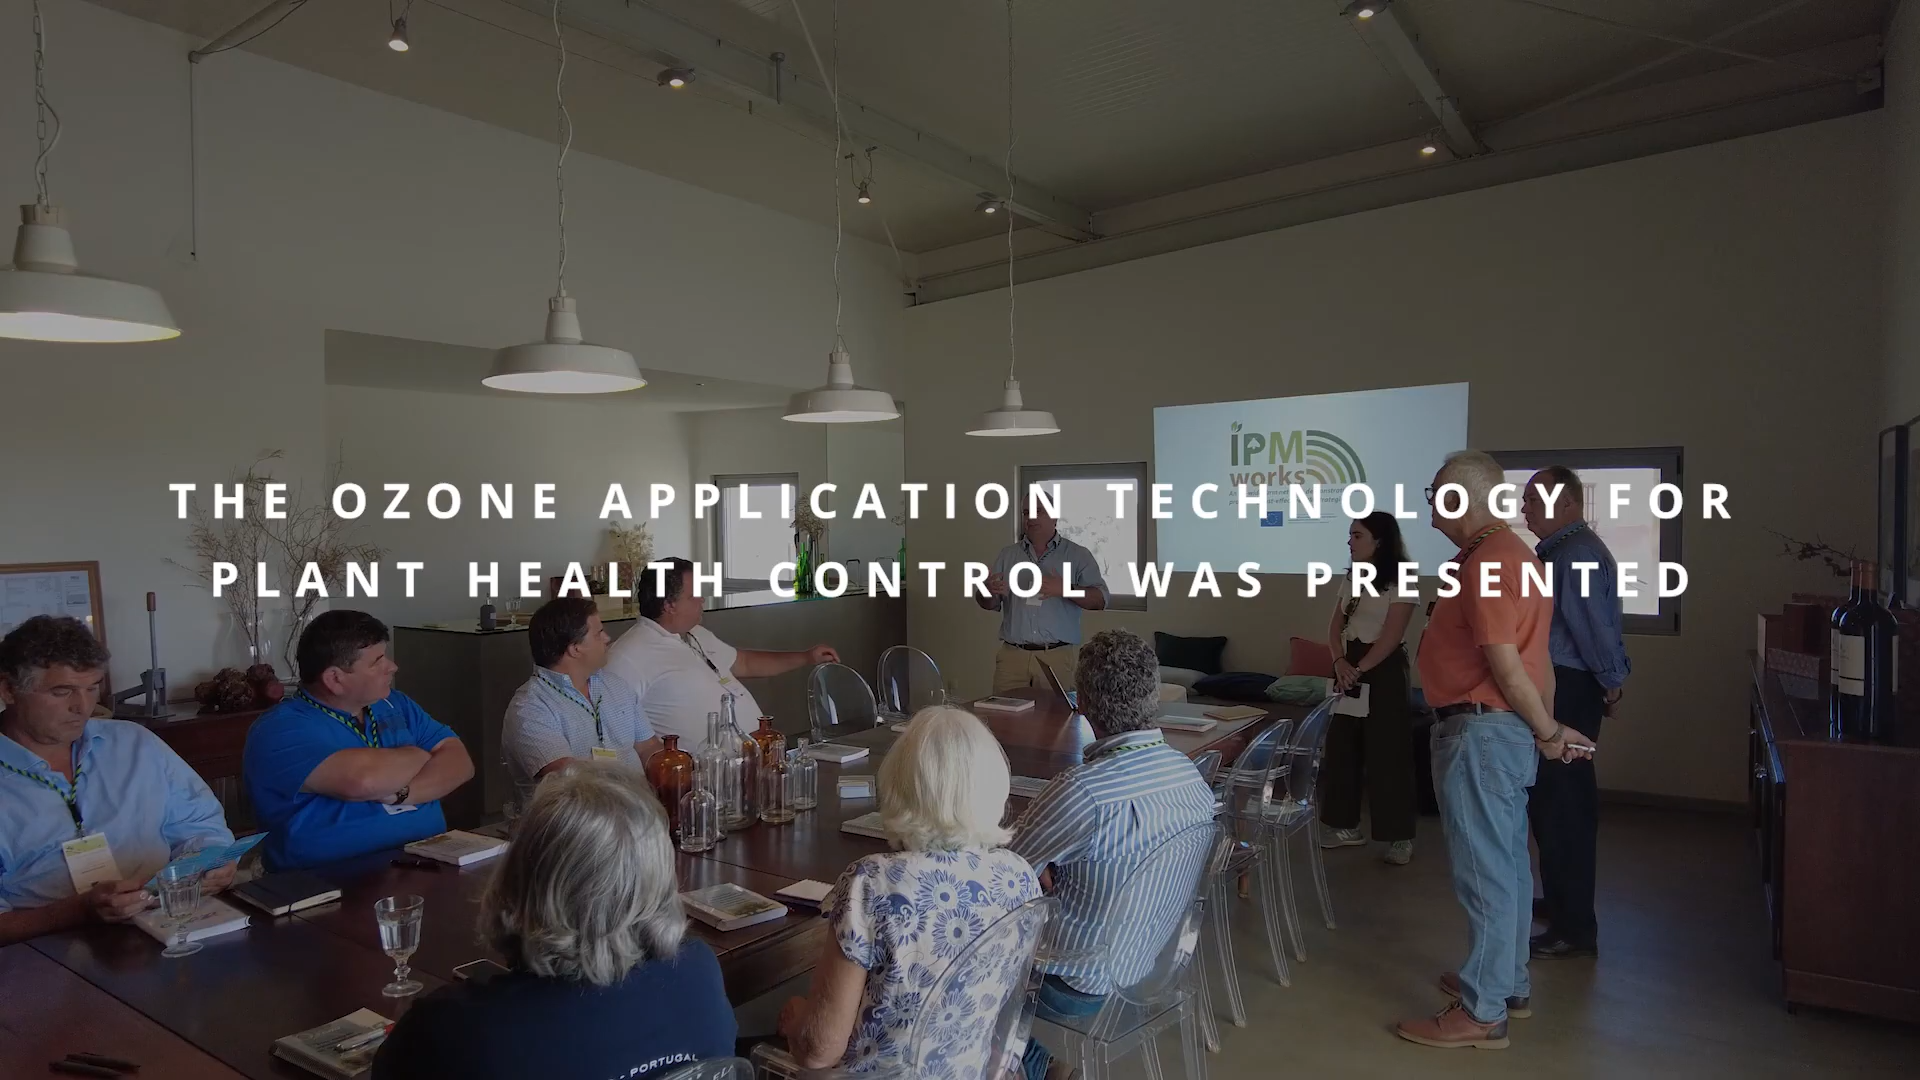 IPM
works
THE OZONE APPLICATION TECHNOLOGY FOR
PLANT HEALTH CONTROL WAS PRESENTED
PORTUGAL